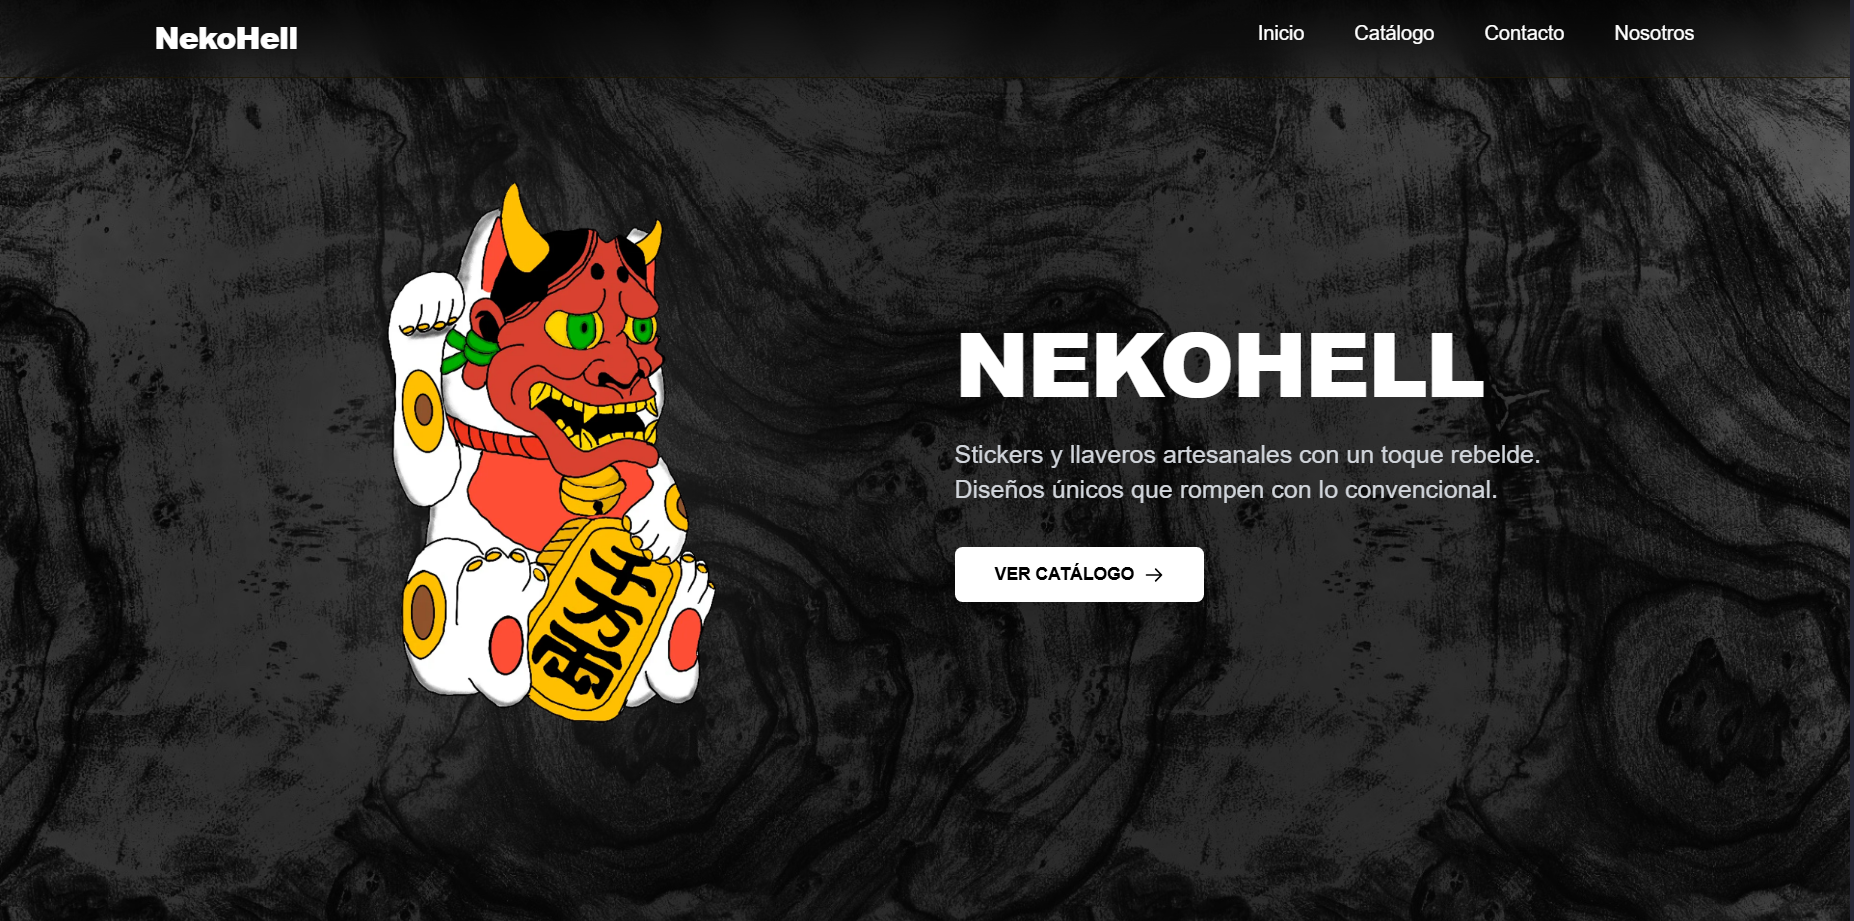 NekoHell
Inicio
Catálogo
Contacto
Nosotros
千万両
NEKOHELL
Stickers y llaveros artesanales con un toque rebelde.
Diseños únicos que rompen con lo convencional.
VER CATÁLOGO →